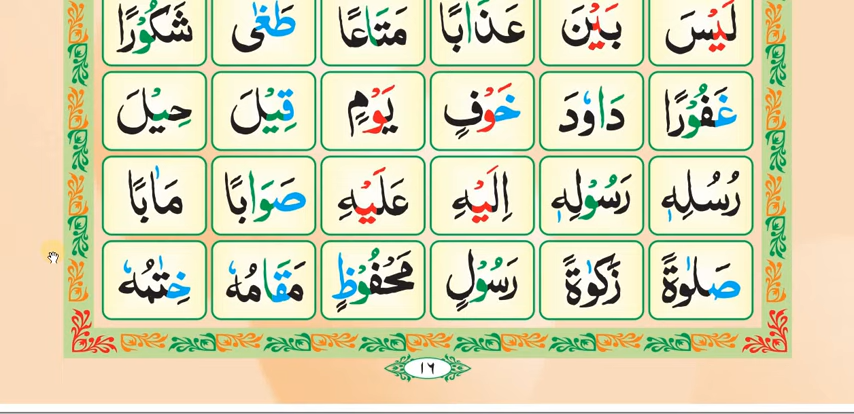 لَيْسَ بَيْنَ عَذَابًا مَتَاعًا طَغٰى شَكُوْرًا
غَفُوْرًا دَاوٗدَ خَوْفٍ يَوْمِ قِيْلَ حِيْلَ
رُسُلِهٖ رَسُوْلِهٖ اِلَيْهِ عَلَيْهِ صَوَابًا مَاٰبًا
صَلٰوةً زَكٰوةً رَسُوْلٍ مَحْفُوْظٍ مَقَامُهٗ خِتٰمُهٗ
١٦